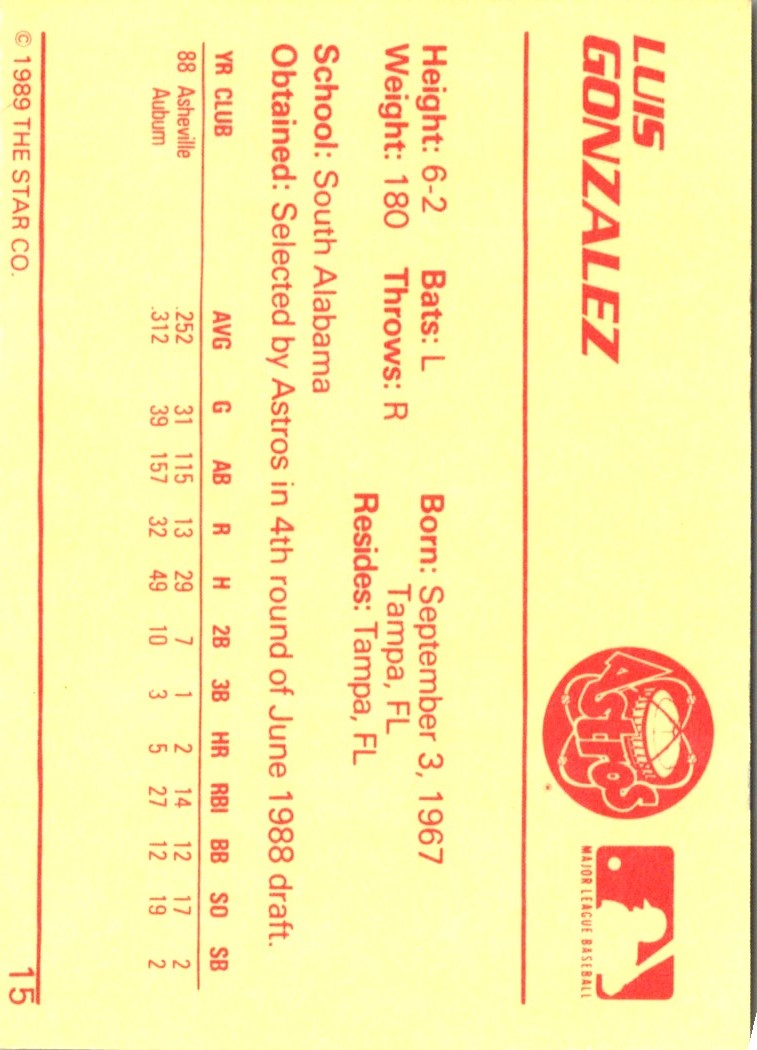 LUIS
GONZALEZ
Astros
MAJOR LEAGUE BASEBALL
Height: 6-2 Bats: L Born: September 3, 1967
Weight: 180 Throws: R Tampa, FL
Resides: Tampa, FL
School: South Alabama
Obtained: Selected by Astros in 4th round of June 1988 draft.
YR CLUB AVG G AB R H 2B 3B HR RBI BB SO SB
88 Asheville .252 31 115 13 29 7 1 2 14 12 17 2
Auburn .312 39 157 32 49 10 3 5 27 12 19 2
© 1989 THE STAR CO. 15